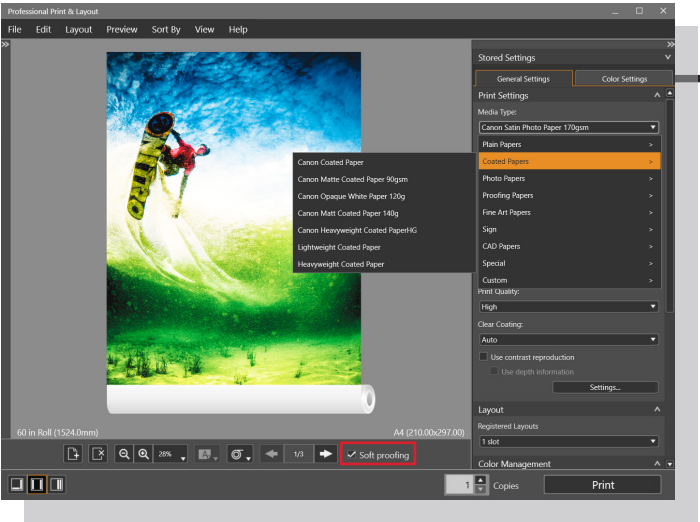 Professional Print & Layout
File Edit Layout Preview Sort By View Help
Stored Settings
General Settings Color Settings
Print Settings
Media Type:
Canon Satin Photo Paper 170gsm
Plain Papers
Coated Papers
Photo Papers
Proofing Papers
Fine Art Papers
Sign
CAD Papers
Special
Custom
Canon Coated Paper
Canon Matte Coated Paper 90gsm
Canon Opaque White Paper 120g
Canon Matt Coated Paper 140g
Canon Heavyweight Coated PaperHG
Lightweight Coated Paper
Heavyweight Coated Paper
NITRO
Print Quality:
High
Clear Coating:
Auto
Use contrast reproduction
Use depth information
Settings...
Layout
Registered Layouts
1 slot
Color Management
60 in Roll (1524.0mm) A4 (210.00x297.00)
28% 1/3 Soft proofing
1 Copies Print